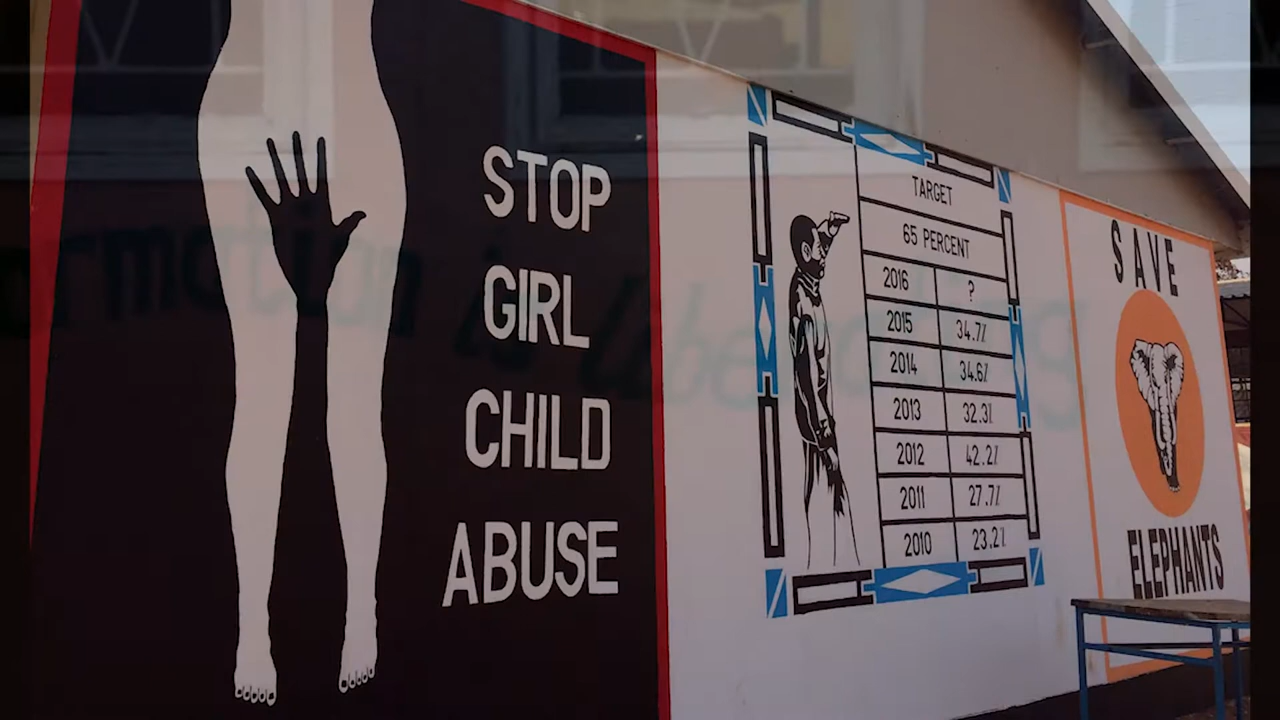 STOP
GIRL
CHILD
ABUSE
TARGET
65 PERCENT
2016 ?
2015 34.7%
2014 34.6%
2013 32.3%
2012 42.2%
2011 27.7%
2010 23.2%
SAVE
ELEPHANTS
is